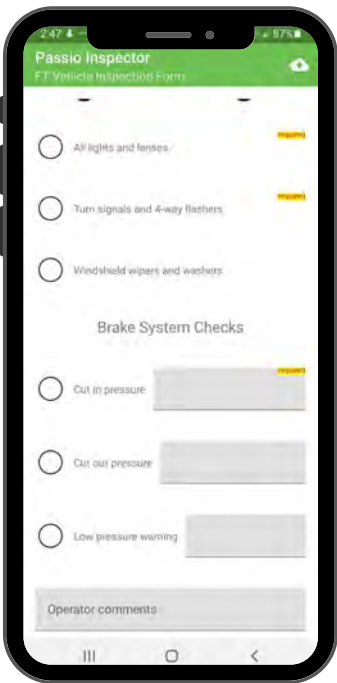 2:47
87%
Passio Inspector
FT Vehicle Inspection Form
required
All lights and lenses
required
Turn signals and 4-way flashers
Windshield wipers and washers
Brake System Checks
required
Cut in pressure
Cut out pressure
Low pressure warning
Operator comments